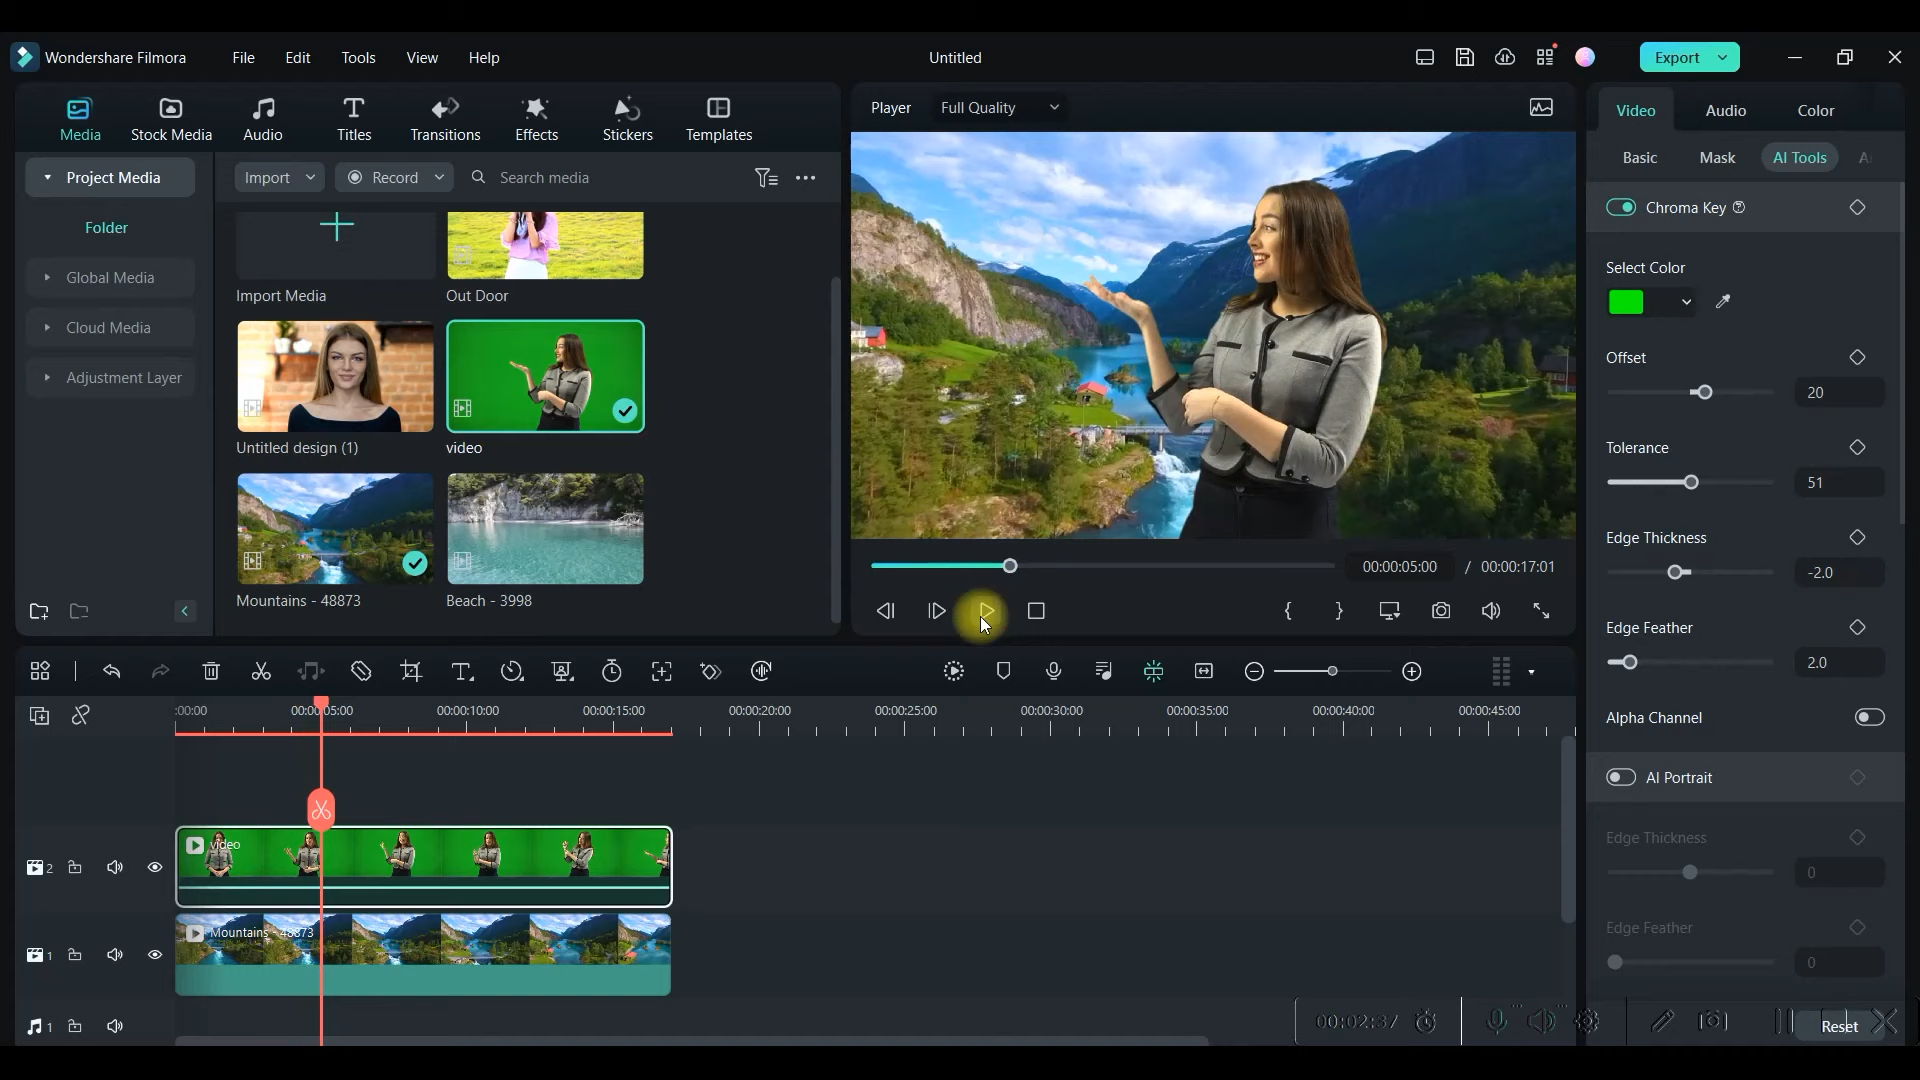 Wondershare Filmora File Edit Tools View Help Untitled Export
Media Stock Media Audio Titles Transitions Effects Stickers Templates
Player Full Quality
Video Audio Color
Basic Mask AI Tools
Project Media
Folder
Global Media
Cloud Media
Adjustment Layer
Import Record Search media
Import Media Out Door
Untitled design (1) video
Mountains - 48873 Beach - 3998
00:00:05:00 / 00:00:17:01
Chroma Key
Select Color
Offset
20
Tolerance
51
Edge Thickness
-2.0
Edge Feather
2.0
Alpha Channel
AI Portrait
Edge Thickness
0
Edge Feather
0
Reset
:00:00 00:00:05:00 00:00:10:00 00:00:15:00 00:00:20:00 00:00:25:00 00:00:30:00 00:00:35:00 00:00:40:00 00:00:45:00
2 video
1 Mountains - 48873
1
00:02:37